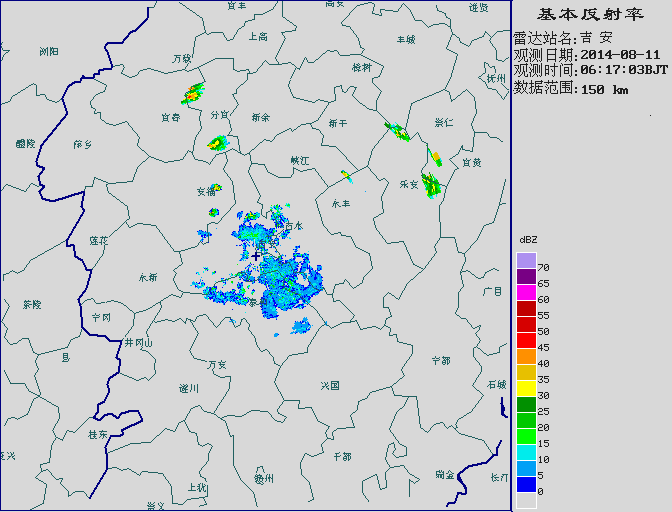 基本反射率
雷达站名:吉 安
观测日期:2014-08-11
观测时间:06:17:03BJT
数据范围:150 km
dBZ
70
65
60
55
50
45
40
35
30
25
20
15
10
5
0
宜丰
上高
丰城
浏阳
万载
樟树
抚州
宜春
分宜
新余
新干
崇仁
醴陵
萍乡
峡江
宜黄
安福
乐安
永丰
吉水
莲花
永新
广昌
茶陵
宁冈
井冈山
万安
宁都
遂川
兴国
石城
桂东
于都
瑞金
长汀
上犹
赣州
崇义